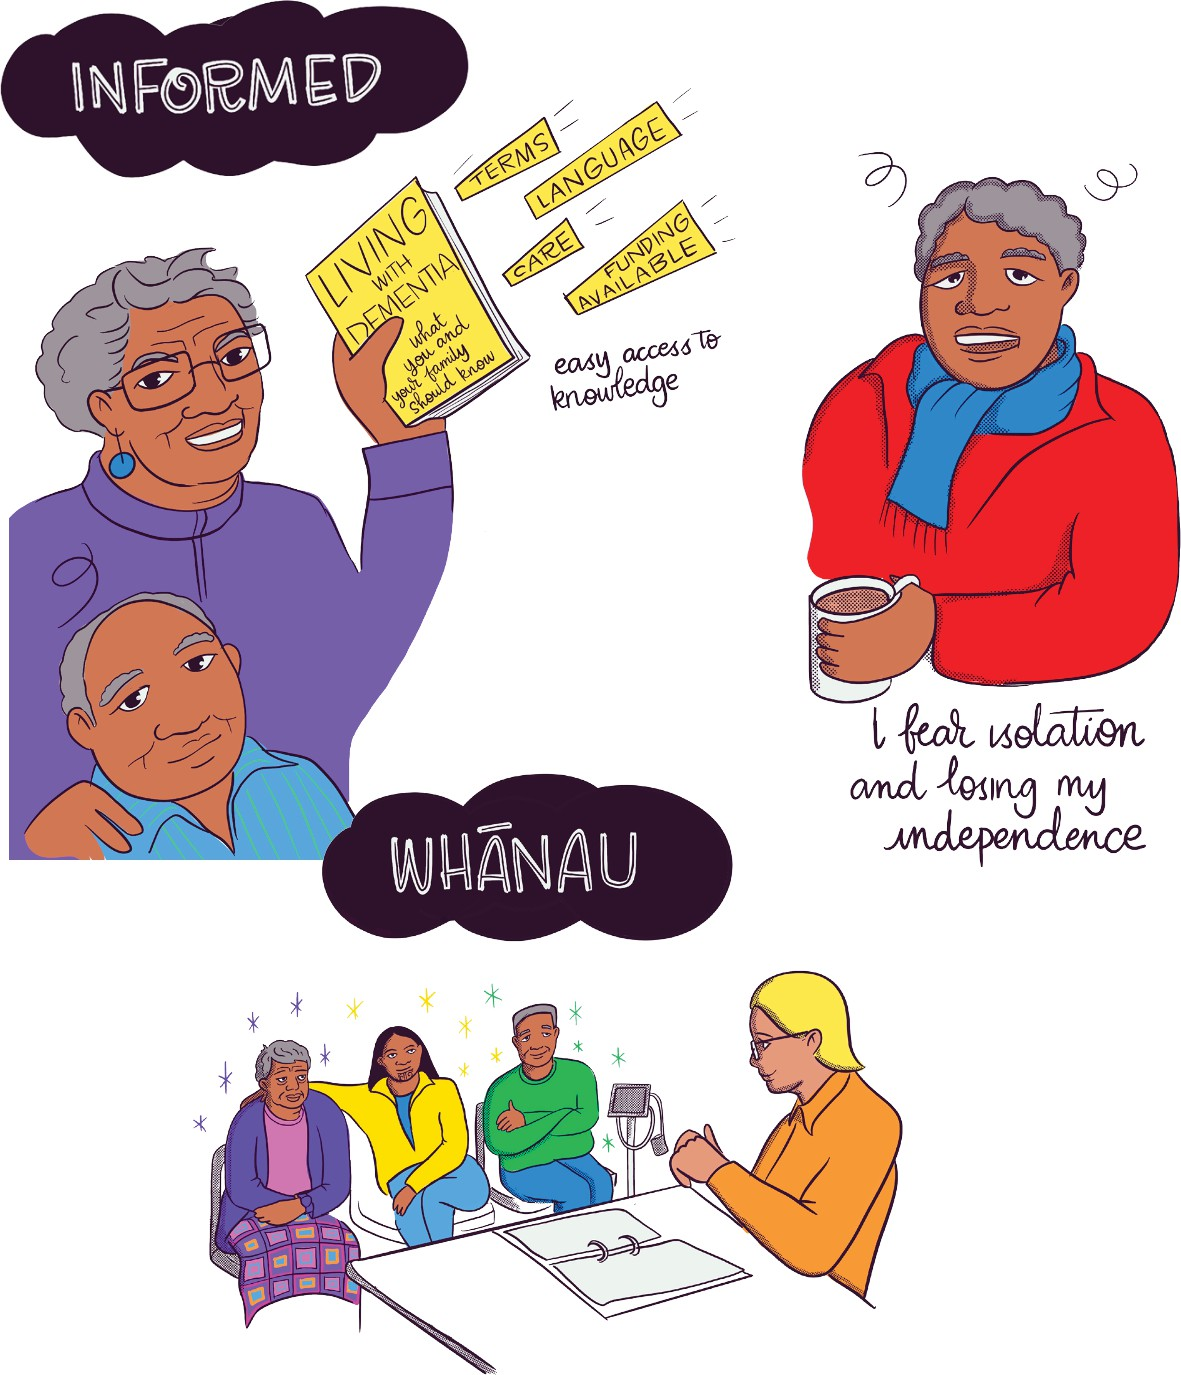 INFORMED
LIVING
WITH
DEMENTIA
what
you and
your family
should know
TERMS
LANGUAGE
CARE
FUNDING
AVAILABLE
easy access to
knowledge
I fear isolation
and losing my
independence
WHĀNAU